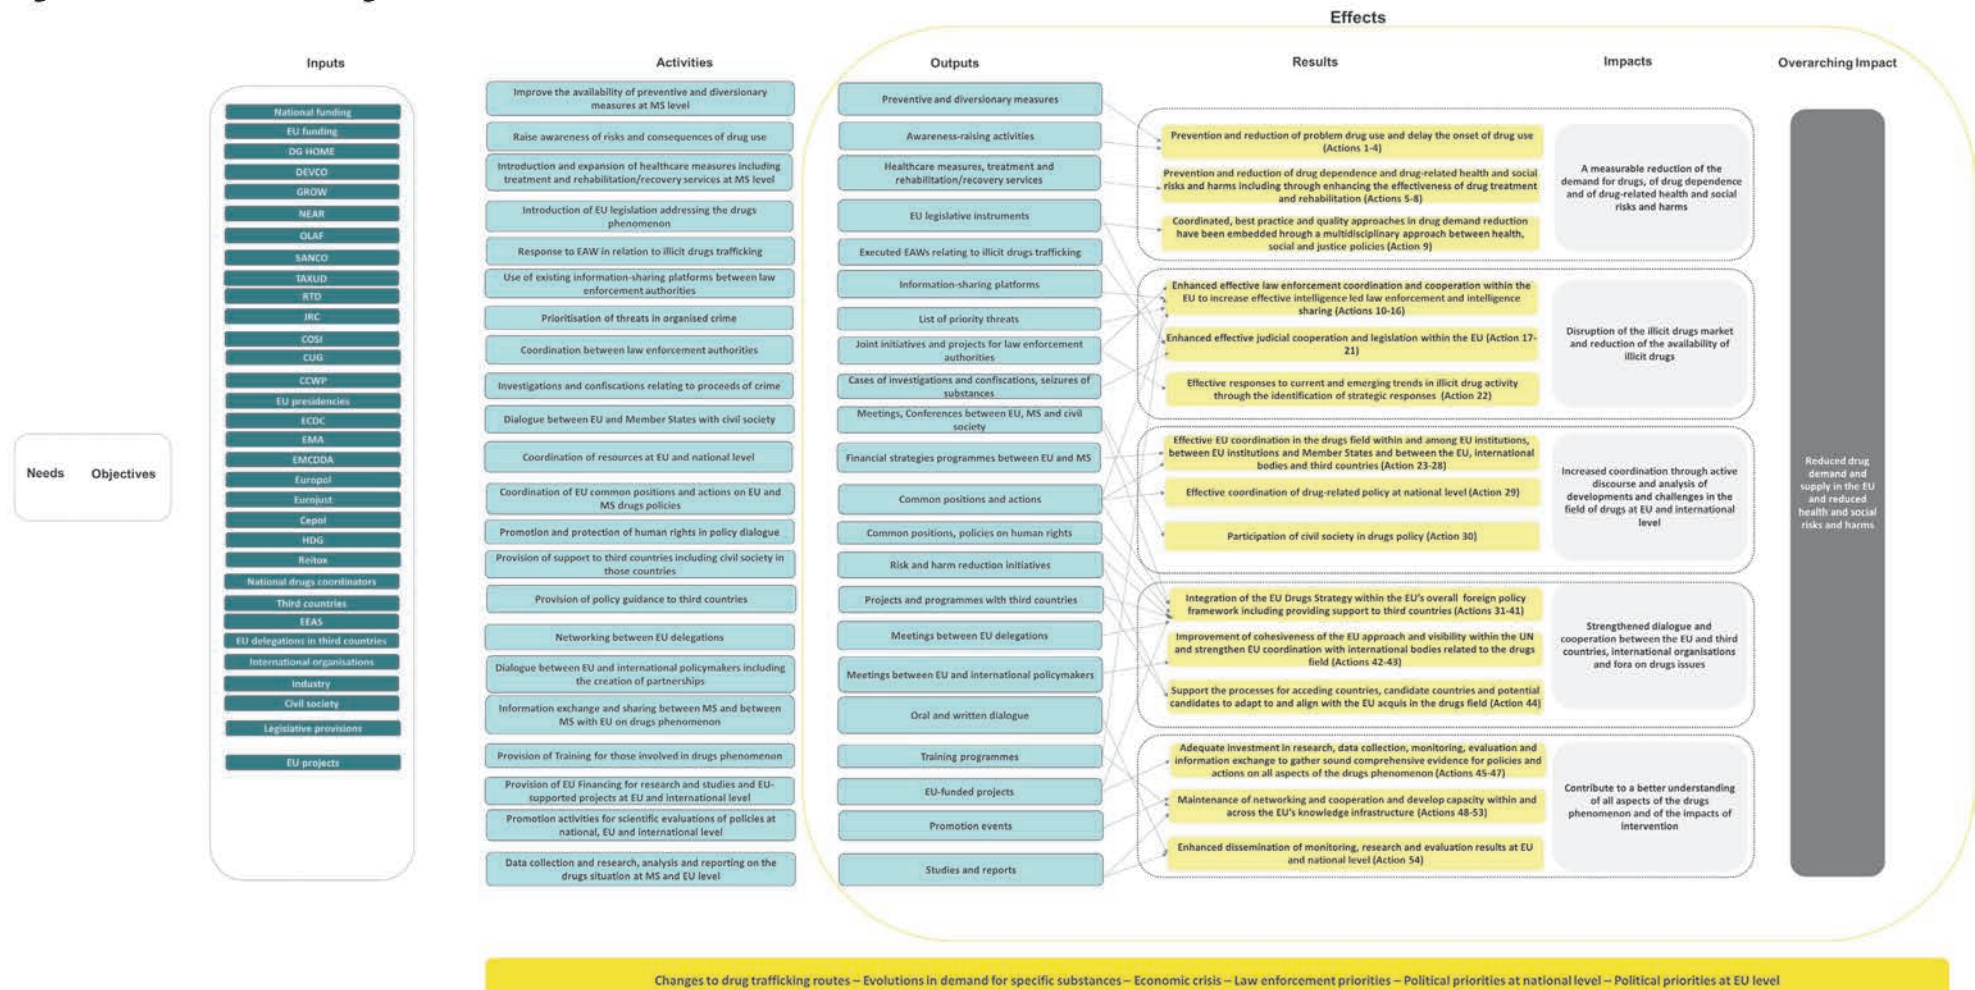 Effects
Inputs
Activities
Outputs
Results
Impacts
Overarching Impact
Needs
Objectives
National funding
EU funding
DG HOME
DEVCO
GROW
NEAR
OLAF
SANCO
TAXUD
RTD
JRC
COSI
CUG
CCWP
EU presidencies
ECDC
EMA
EMCDDA
Europol
Eurojust
Cepol
HDG
Reitox
National drugs coordinators
Third countries
EEAS
EU delegations in third countries
International organisations
Industry
Civil society
Legislative provisions
EU projects
Improve the availability of preventive and diversionary
measures at MS level
Raise awareness of risks and consequences of drug use
Introduction and expansion of healthcare measures including
treatment and rehabilitation/recovery services at MS level
Introduction of EU legislation addressing the drugs
phenomenon
Response to EAW in relation to illicit drugs trafficking
Use of existing information-sharing platforms between law
enforcement authorities
Prioritisation of threats in organised crime
Coordination between law enforcement authorities
Investigations and confiscations relating to proceeds of crime
Dialogue between EU and Member States with civil society
Coordination of resources at EU and national level
Coordination of EU common positions and actions on EU and
MS drugs policies
Promotion and protection of human rights in policy dialogue
Provision of support to third countries including civil society in
those countries
Provision of policy guidance to third countries
Networking between EU delegations
Dialogue between EU and international policymakers including
the creation of partnerships
Information exchange and sharing between MS and between
MS with EU on drugs phenomenon
Provision of Training for those involved in drugs phenomenon
Provision of EU Financing for research and studies and EU-
supported projects at EU and international level
Promotion activities for scientific evaluations of policies at
national, EU and international level
Data collection and research, analysis and reporting on the
drugs situation at MS and EU level
Preventive and diversionary measures
Awareness-raising activities
Healthcare measures, treatment and
rehabilitation/recovery services
EU legislative instruments
Executed EAWs relating to illicit drugs trafficking
Information-sharing platforms
List of priority threats
Joint initiatives and projects for law enforcement
authorities
Cases of investigations and confiscations, seizures of
substances
Meetings, Conferences between EU, MS and civil
society
Financial strategies programmes between EU and MS
Common positions and actions
Common positions, policies on human rights
Risk and harm reduction initiatives
Projects and programmes with third countries
Meetings between EU delegations
Meetings between EU and international policymakers
Oral and written dialogue
Training programmes
EU-funded projects
Promotion events
Studies and reports
Prevention and reduction of problem drug use and delay the onset of drug use
(Actions 1-4)
Prevention and reduction of drug dependence and drug-related health and social
risks and harms including through enhancing the effectiveness of drug treatment
and rehabilitation (Actions 5-8)
Coordinated, best practice and quality approaches in drug demand reduction
have been embedded through a multidisciplinary approach between health,
social and justice policies (Action 9)
A measurable reduction of the
demand for drugs, of drug dependence
and of drug-related health and social
risks and harms
Enhanced effective law enforcement coordination and cooperation within the
EU to increase effective intelligence led law enforcement and intelligence
sharing (Actions 10-16)
Enhanced effective judicial cooperation and legislation within the EU (Action 17-
21)
Effective responses to current and emerging trends in illicit drug activity
through the identification of strategic responses (Action 22)
Disruption of the illicit drugs market
and reduction of the availability of
illicit drugs
Effective EU coordination in the drugs field within and among EU institutions,
between EU institutions and Member States and between the EU, international
bodies and third countries (Action 23-28)
Effective coordination of drug-related policy at national level (Action 29)
Participation of civil society in drugs policy (Action 30)
Increased coordination through active
discourse and analysis of
developments and challenges in the
field of drugs at EU and international
level
Integration of the EU Drugs Strategy within the EU's overall foreign policy
framework including providing support to third countries (Actions 31-41)
Improvement of cohesiveness of the EU approach and visibility within the UN
and strengthen EU coordination with international bodies related to the drugs
field (Actions 42-43)
Support the processes for acceding countries, candidate countries and potential
candidates to adapt to and align with the EU acquis in the drugs field (Action 44)
Strengthened dialogue and
cooperation between the EU and third
countries, international organisations
and fora on drugs issues
Adequate investment in research, data collection, monitoring, evaluation and
information exchange to gather sound comprehensive evidence for policies and
actions on all aspects of the drugs phenomenon (Actions 45-47)
Maintenance of networking and cooperation and develop capacity within and
across the EU's knowledge infrastructure (Actions 48-53)
Enhanced dissemination of monitoring, research and evaluation results at EU
and national level (Action 54)
Contribute to a better understanding
of all aspects of the drugs
phenomenon and of the impacts of
intervention
Reduced drug
demand and
supply in the EU
and reduced
health and social
risks and harms
Changes to drug trafficking routes – Evolutions in demand for specific substances – Economic crisis – Law enforcement priorities – Political priorities at national level – Political priorities at EU level